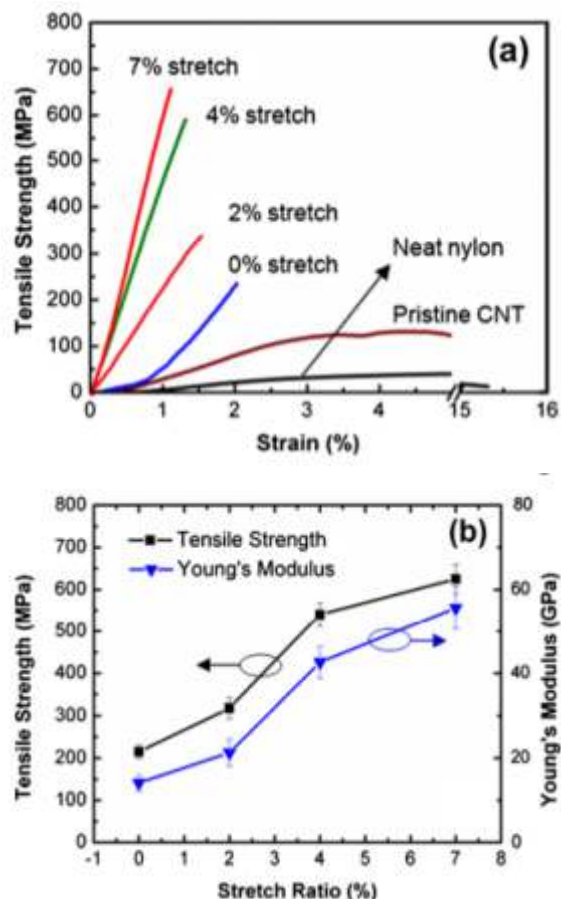 (a)
800
700
600
500
400
300
200
100
0
Tensile Strength (MPa)
7% stretch
4% stretch
2% stretch
0% stretch
Neat nylon
Pristine CNT
0 1 2 3 4 15 16
Strain (%)
(b)
800
700
600
500
400
300
200
100
0
Tensile Strength (MPa)
Tensile Strength
Young's Modulus
80
60
40
20
0
Young's Modulus (GPa)
-1 0 1 2 3 4 5 6 7 8
Stretch Ratio (%)